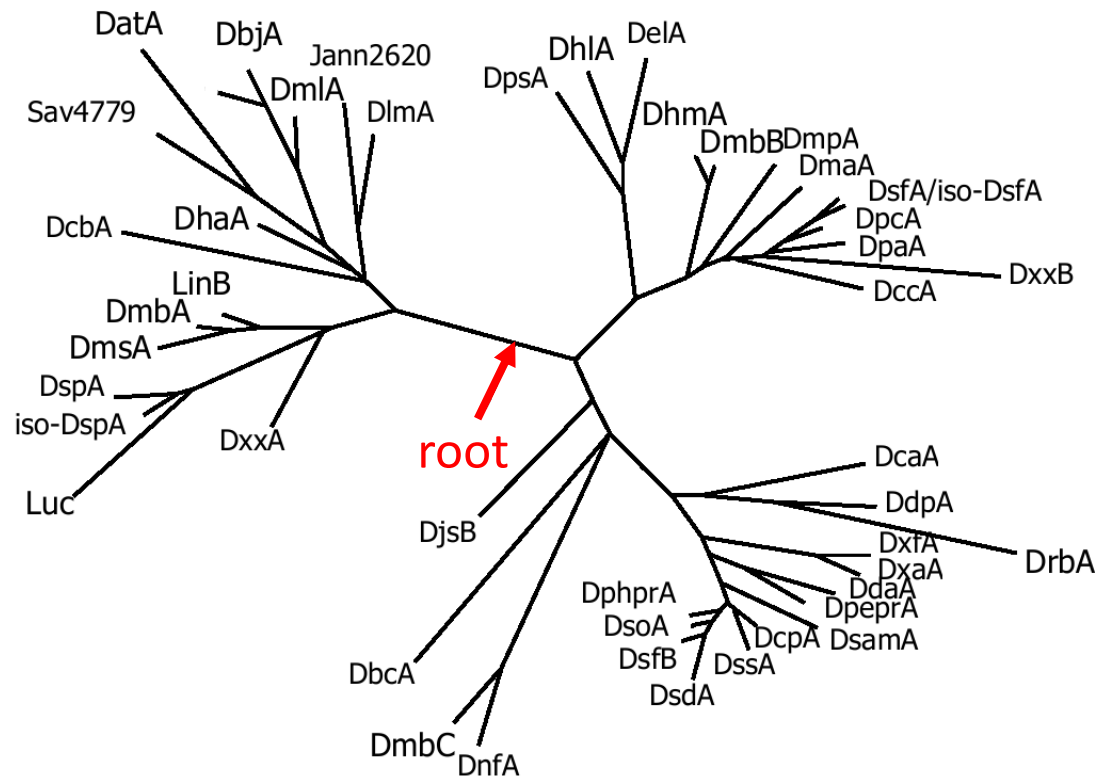 DatA
DbjA
Jann2620
DmlA
DlmA
Sav4779
DhaA
DcbA
LinB
DmbA
DmsA
DspA
iso-DspA
DxxA
Luc
DelA
DhlA
DpsA
DhmA
DmbB
DmpA
DmaA
DsfA/iso-DsfA
DpcA
DpaA
DxxB
DccA
root
DjsB
DcaA
DdpA
DrbA
DxfA
DxaA
DdaA
DpeprA
DphprA
DsoA
DsfB
DsdA
DssA
DcpA
DsamA
DbcA
DmbC
DnfA